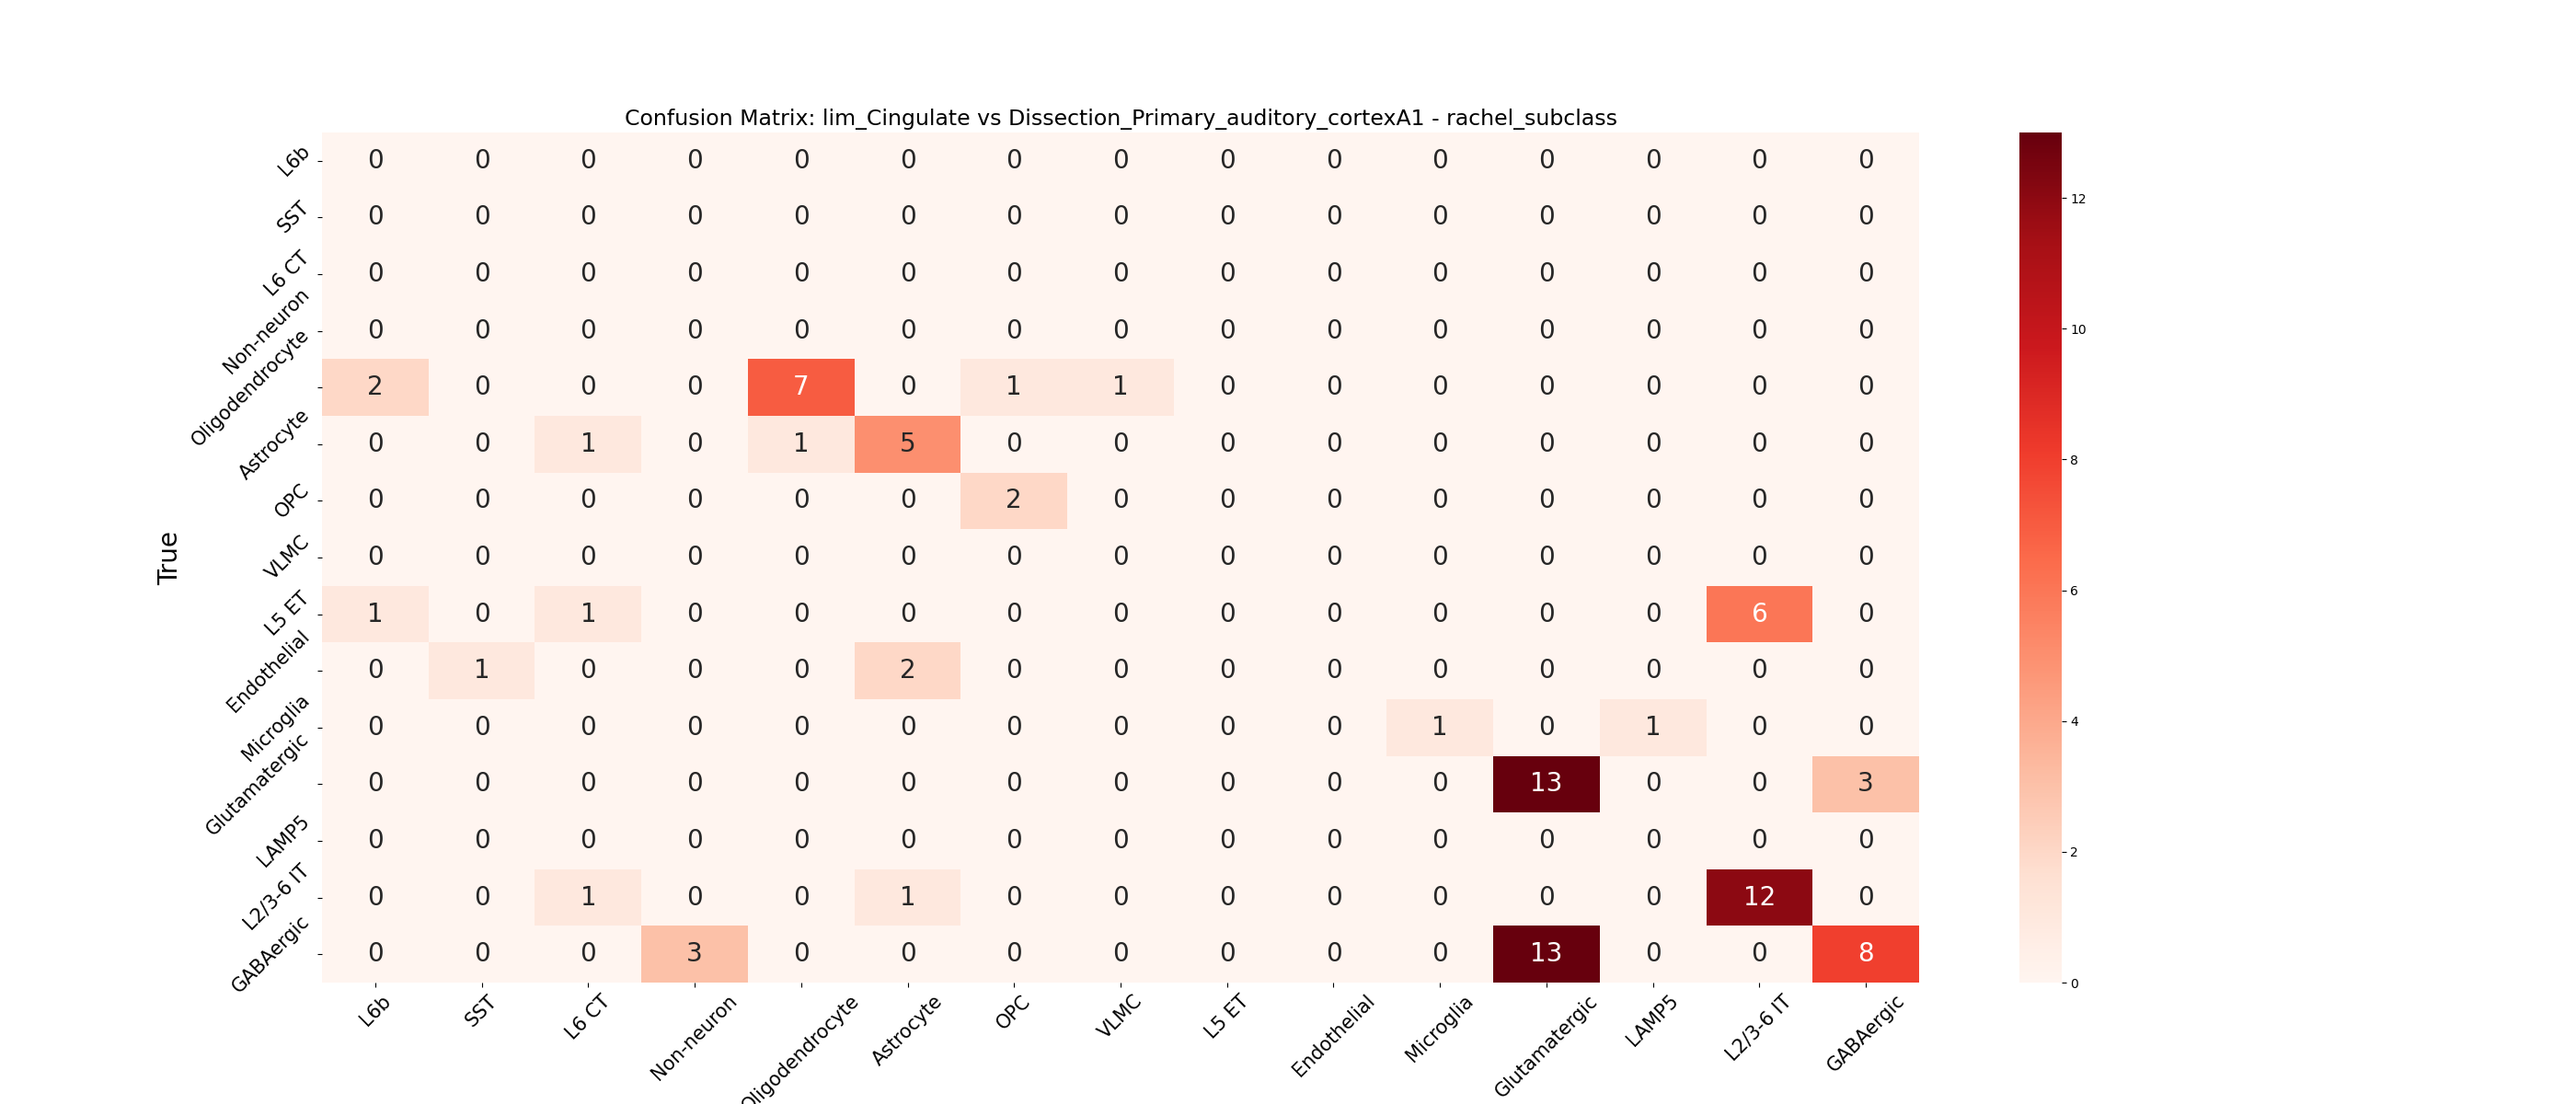 Confusion Matrix: lim_Cingulate vs Dissection_Primary_auditory_cortexA1 - rachel_subclass
L6b 0 0 0 0 0 0 0 0 0 0 0 0 0 0 0
SST 0 0 0 0 0 0 0 0 0 0 0 0 0 0 0
L6 CT 0 0 0 0 0 0 0 0 0 0 0 0 0 0 0
Non-neuron 0 0 0 0 0 0 0 0 0 0 0 0 0 0 0
Oligodendrocyte 2 0 0 0 7 0 1 1 0 0 0 0 0 0 0
Astrocyte 0 0 1 0 1 5 0 0 0 0 0 0 0 0 0
OPC 0 0 0 0 0 0 2 0 0 0 0 0 0 0 0
VLMC 0 0 0 0 0 0 0 0 0 0 0 0 0 0 0
L5 ET 1 0 1 0 0 0 0 0 0 0 0 0 0 6 0
Endothelial 0 1 0 0 0 2 0 0 0 0 0 0 0 0 0
Microglia 0 0 0 0 0 0 0 0 0 0 1 0 1 0 0
Glutamatergic 0 0 0 0 0 0 0 0 0 0 0 13 0 0 3
LAMP5 0 0 0 0 0 0 0 0 0 0 0 0 0 0 0
L2/3-6 IT 0 0 1 0 0 1 0 0 0 0 0 0 0 12 0
GABAergic 0 0 0 3 0 0 0 0 0 0 0 13 0 0 8
True
L6b SST L6 CT Non-neuron Oligodendrocyte Astrocyte OPC VLMC L5 ET Endothelial Microglia Glutamatergic LAMP5 L2/3-6 IT GABAergic
12
10
8
6
4
2
0